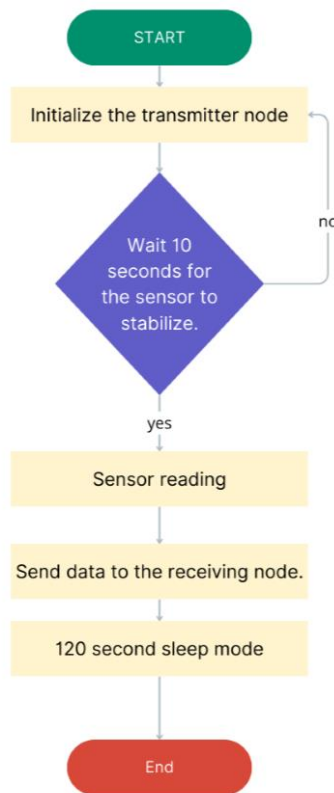 START
Initialize the transmitter node
Wait 10
seconds for
the sensor to
stabilize.
no
yes
Sensor reading
Send data to the receiving node.
120 second sleep mode
End